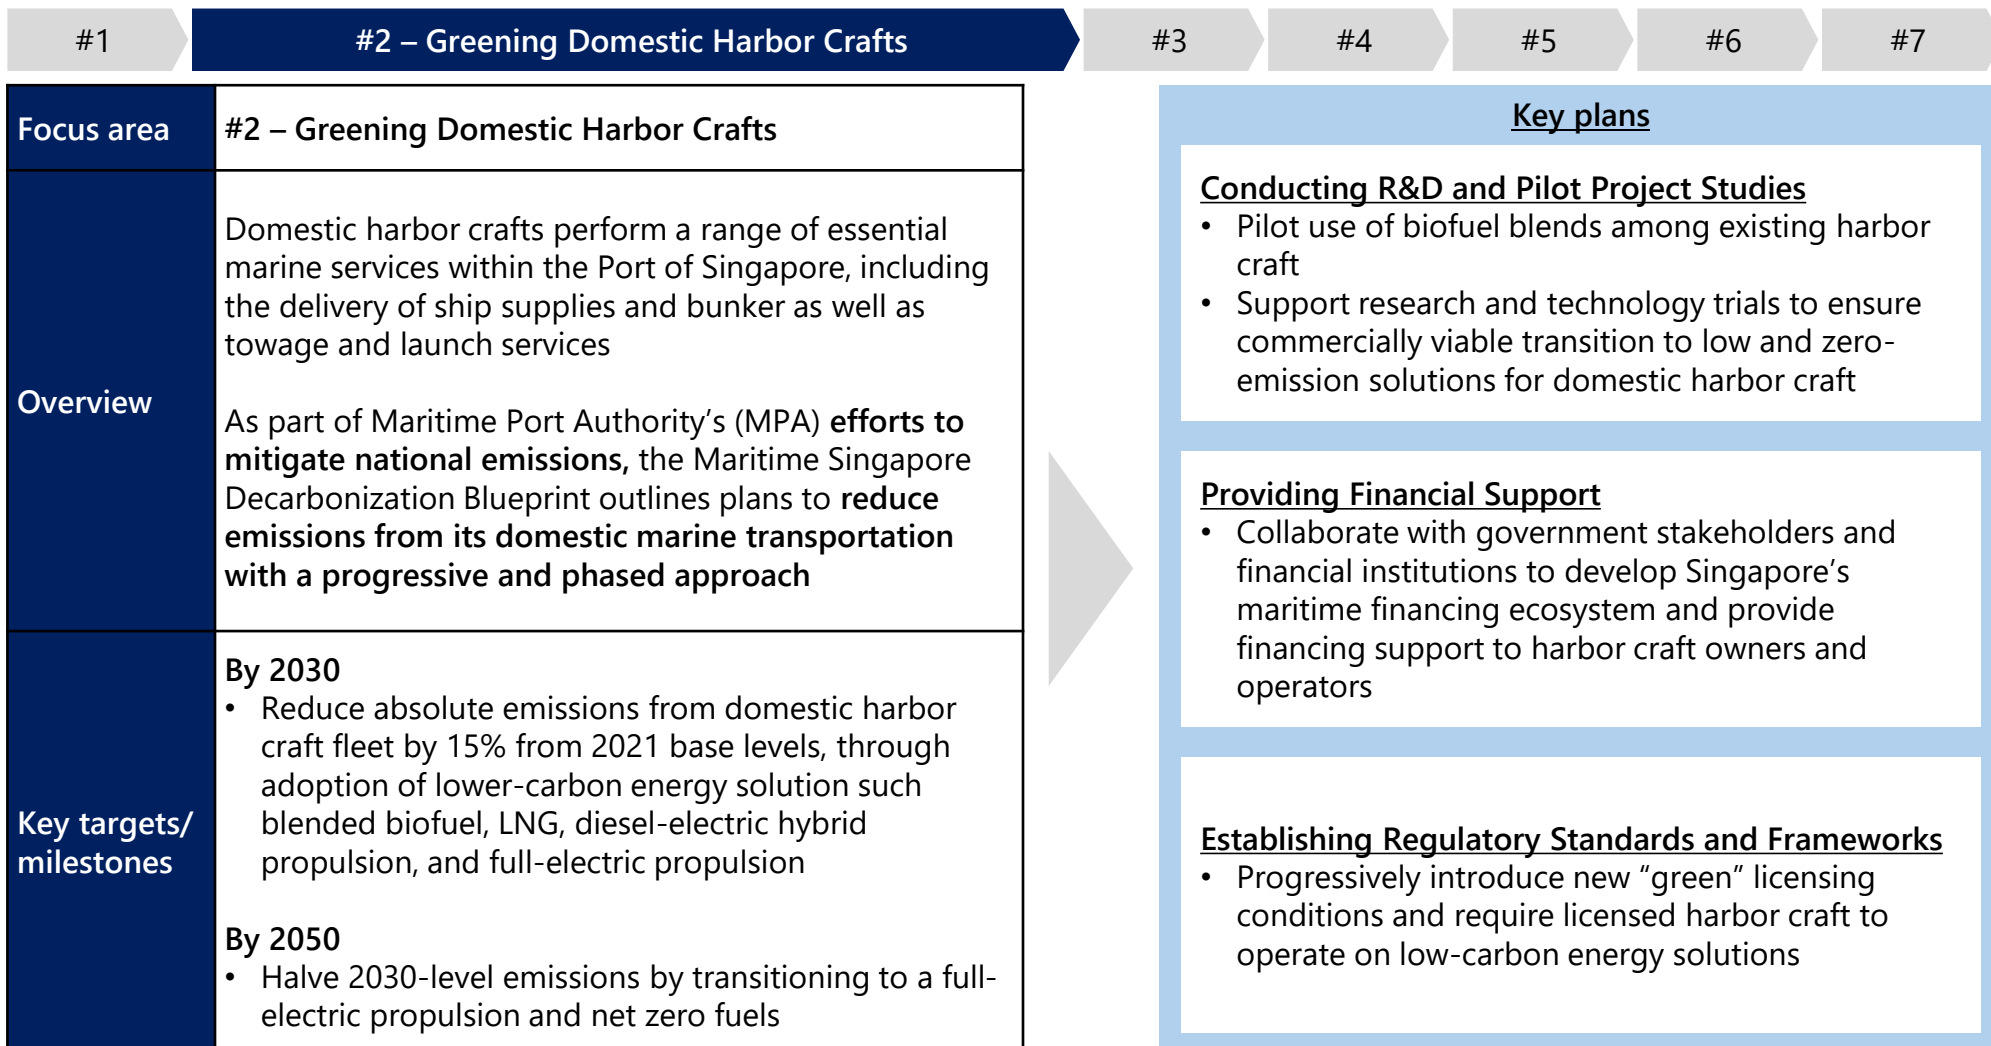 #1
#2 – Greening Domestic Harbor Crafts
#3
#4
#5
#6
#7
Focus area
#2 – Greening Domestic Harbor Crafts
Overview
Domestic harbor crafts perform a range of essential
marine services within the Port of Singapore, including
the delivery of ship supplies and bunker as well as
towage and launch services
As part of Maritime Port Authority’s (MPA) efforts to
mitigate national emissions, the Maritime Singapore
Decarbonization Blueprint outlines plans to reduce
emissions from its domestic marine transportation
with a progressive and phased approach
Key targets/
milestones
By 2030
• Reduce absolute emissions from domestic harbor
craft fleet by 15% from 2021 base levels, through
adoption of lower-carbon energy solution such
blended biofuel, LNG, diesel-electric hybrid
propulsion, and full-electric propulsion
By 2050
• Halve 2030-level emissions by transitioning to a full-
electric propulsion and net zero fuels
Key plans
Conducting R&D and Pilot Project Studies
• Pilot use of biofuel blends among existing harbor
craft
• Support research and technology trials to ensure
commercially viable transition to low and zero-
emission solutions for domestic harbor craft
Providing Financial Support
• Collaborate with government stakeholders and
financial institutions to develop Singapore’s
maritime financing ecosystem and provide
financing support to harbor craft owners and
operators
Establishing Regulatory Standards and Frameworks
• Progressively introduce new “green” licensing
conditions and require licensed harbor craft to
operate on low-carbon energy solutions